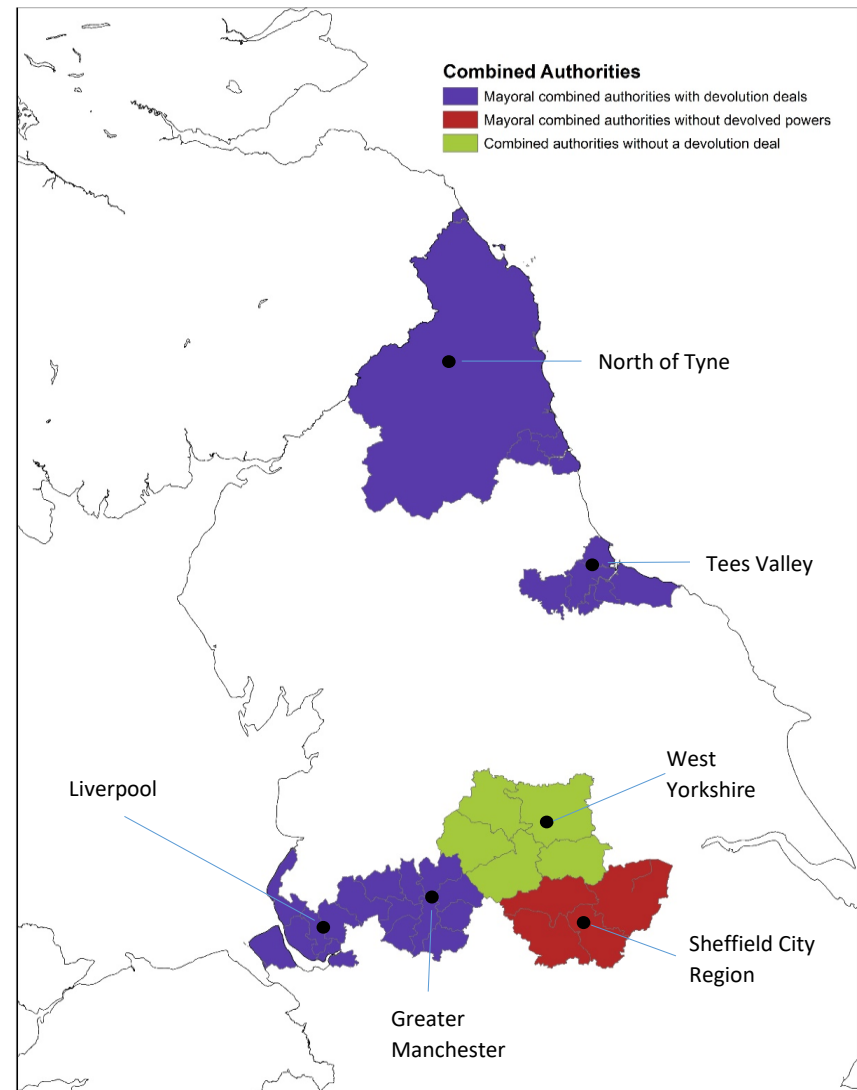 Combined Authorities
Mayoral combined authorities with devolution deals
Mayoral combined authorities without devolved powers
Combined authorities without a devolution deal
North of Tyne
Tees Valley
West
Yorkshire
Liverpool
Sheffield City
Region
Greater
Manchester